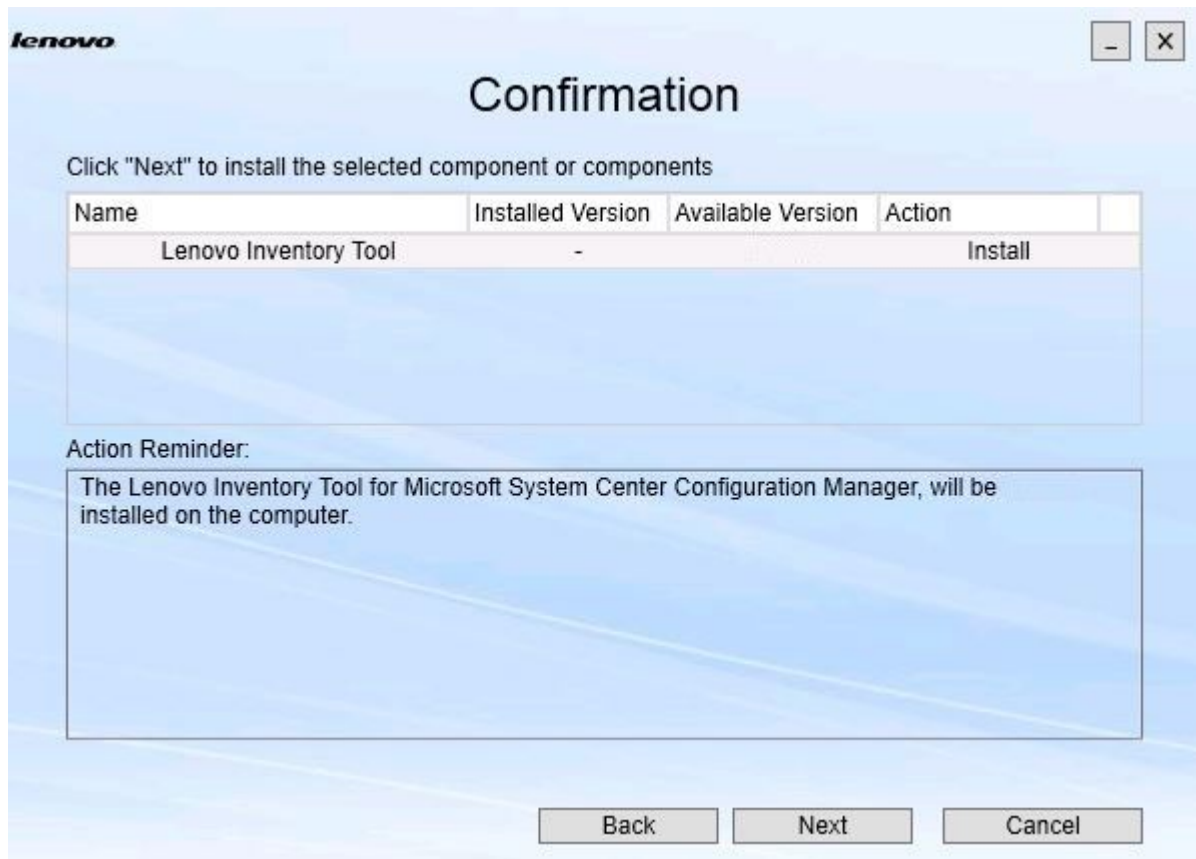 lenovo
_ X
Confirmation
Click "Next" to install the selected component or components
Name Installed Version Available Version Action
Lenovo Inventory Tool - Install
Action Reminder:
The Lenovo Inventory Tool for Microsoft System Center Configuration Manager, will be
installed on the computer.
Back Next Cancel